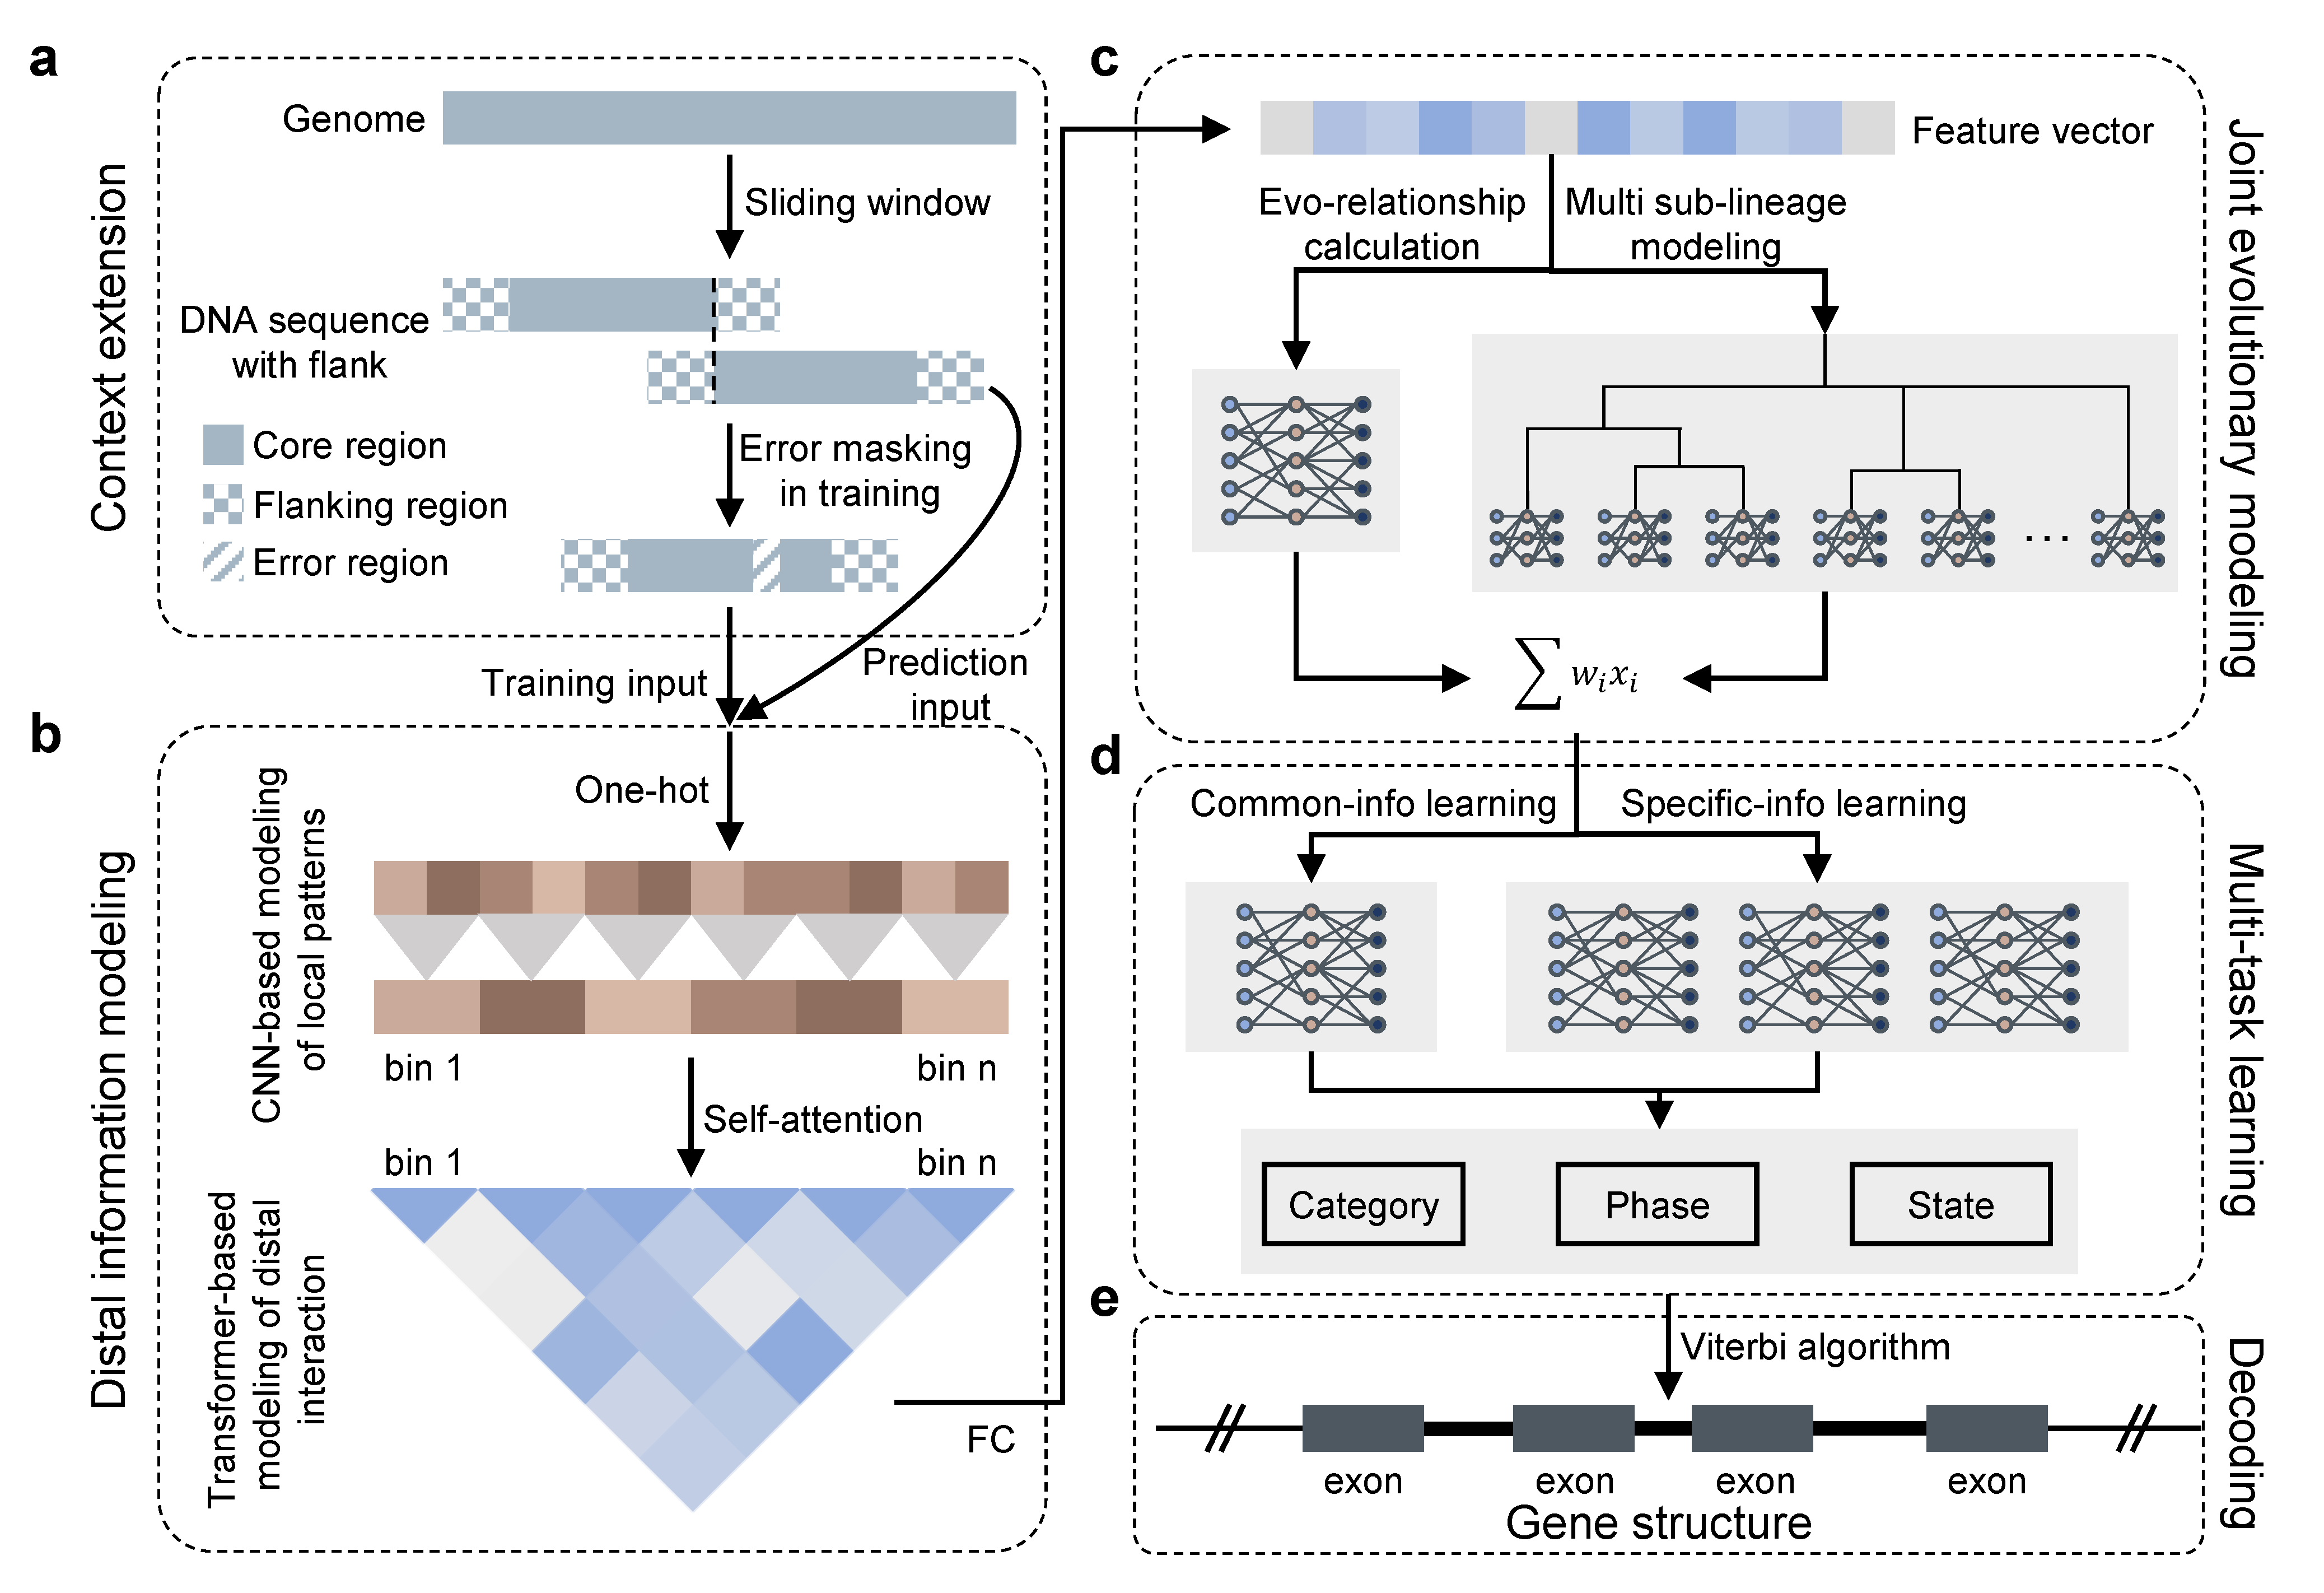 a
Context extension
Genome
Sliding window
DNA sequence
with flank
Core region
Flanking region
Error region
Error masking
in training
Training input
Prediction
input
b
Distal information modeling
One-hot
CNN-based modeling
of local patterns
bin 1
bin n
Self-attention
bin 1
bin n
Transformer-based
modeling of distal
interaction
FC
c
Feature vector
Evo-relationship
calculation
Multi sub-lineage
modeling
...
∑ wᵢxᵢ
Joint evolutionary modeling
d
Common-info learning
Specific-info learning
Category
Phase
State
Multi-task learning
e
Viterbi algorithm
exon
exon
exon
exon
Gene structure
Decoding